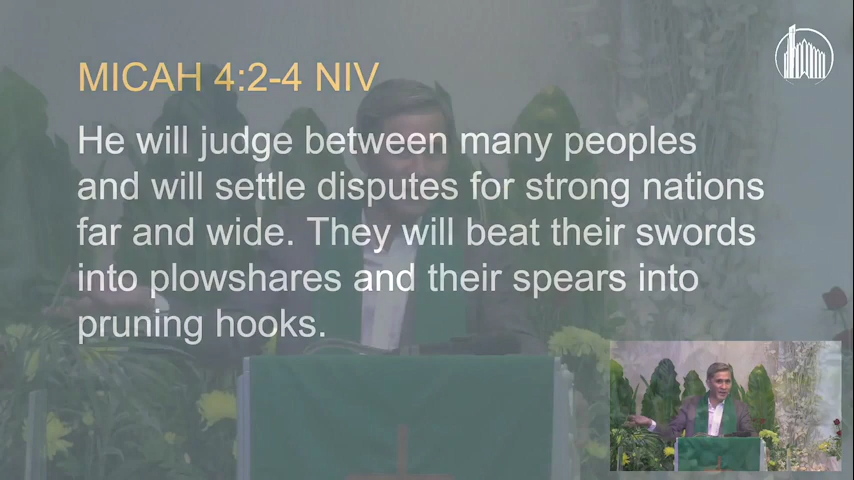 MICAH 4:2-4 NIV
He will judge between many peoples
and will settle disputes for strong nations
far and wide. They will beat their swords
into plowshares and their spears into
pruning hooks.